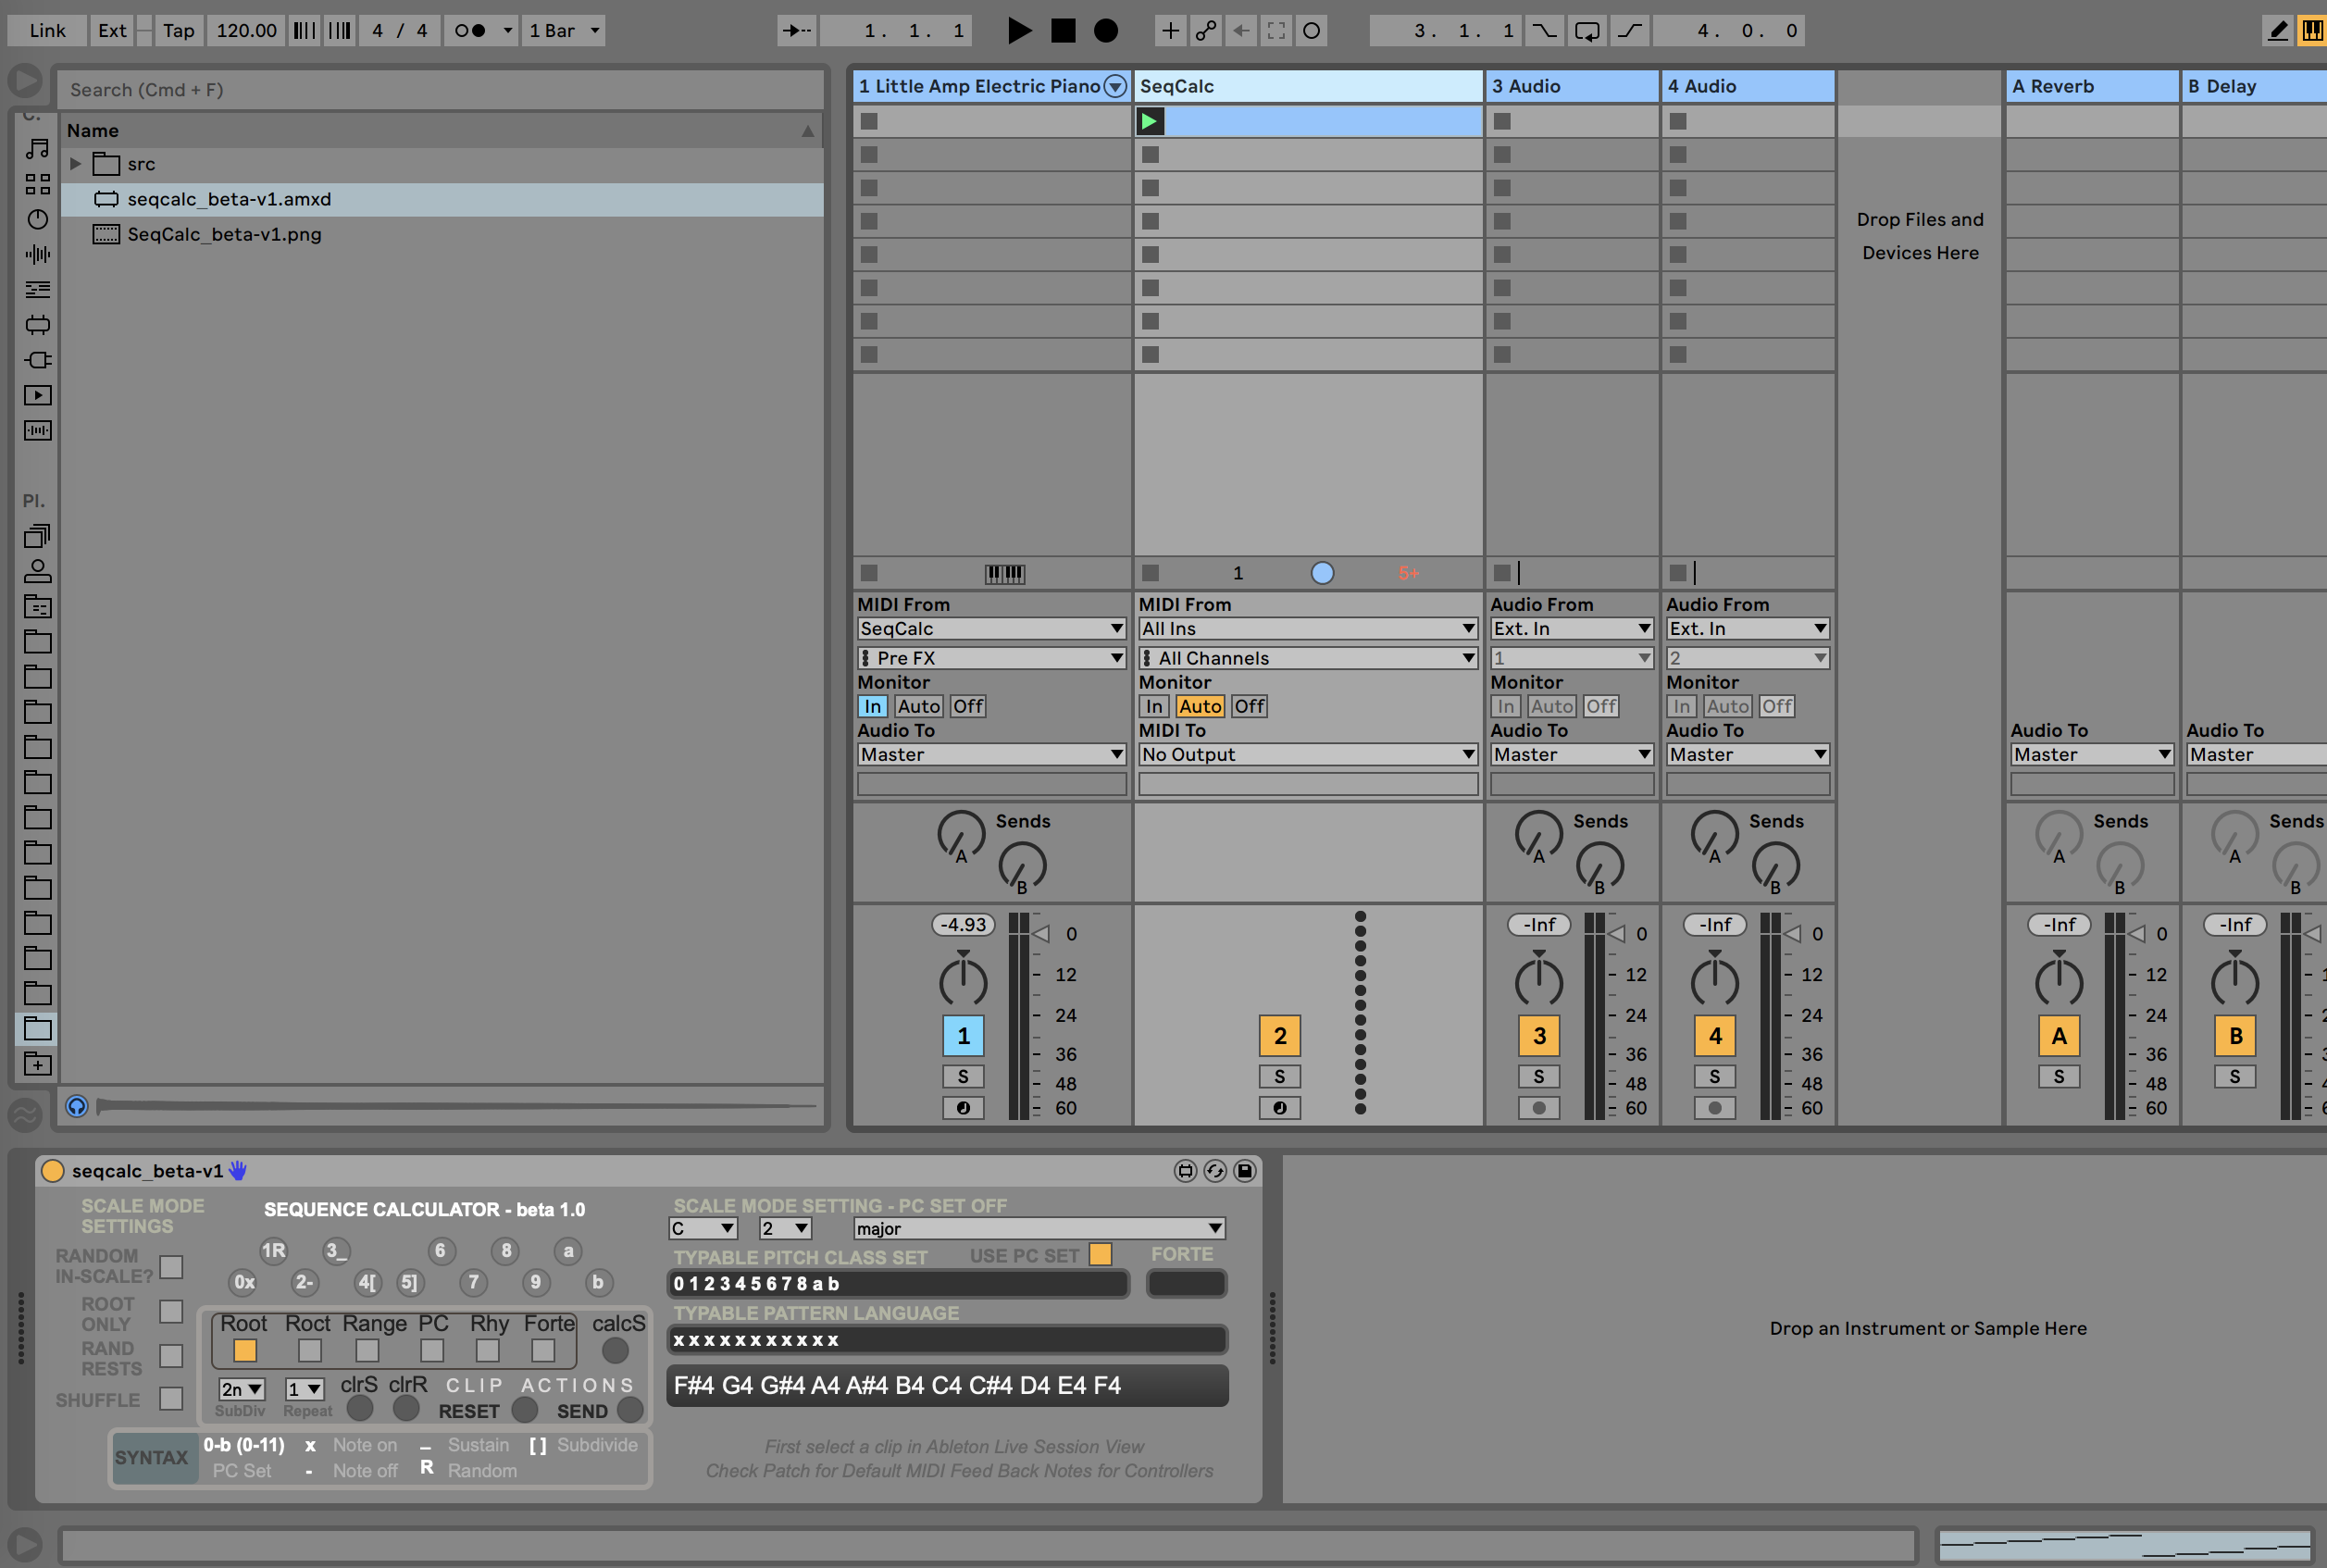 Link Ext Tap 120.00 4 / 4 1 Bar 1. 1. 1 3. 1. 1 4. 0. 0
Search (Cmd + F)
C.
Name
src
seqcalc_beta-v1.amxd
SeqCalc_beta-v1.png
Pl.
1 Little Amp Electric Piano SeqCalc 3 Audio 4 Audio A Reverb B Delay
Drop Files and
Devices Here
1 5+
MIDI From MIDI From Audio From Audio From
SeqCalc All Ins Ext. In Ext. In
Pre FX All Channels 1 2
Monitor Monitor Monitor Monitor
In Auto Off In Auto Off In Auto Off In Auto Off
Audio To MIDI To Audio To Audio To Audio To Audio To
Master No Output Master Master Master Master
Sends Sends Sends Sends Sends
A A A A A
B B B B B
-4.93 -Inf -Inf -Inf -Inf
0 0 0 0
12 12 12 12
24 24 24 24
1 2 3 4 A B
36 36 36 36
S S S S S S
48 48 48 48
60 60 60 60
seqcalc_beta-v1
SCALE MODE
SETTINGS
RANDOM
IN-SCALE?
ROOT
ONLY
RAND
RESTS
SHUFFLE
SEQUENCE CALCULATOR - beta 1.0
1R 3_ 6 8 a
0x 2- 4[ 5] 7 9 b
Root Roct Range PC Rhy Forte calcS
2n 1 clrS clrR CLIP ACTIONS
SubDiv Repeat RESET SEND
SYNTAX 0-b (0-11) x Note on _ Sustain [ ] Subdivide
PC Set - Note off R Random
SCALE MODE SETTING - PC SET OFF
C 2 major
TYPABLE PITCH CLASS SET USE PC SET FORTE
0 1 2 3 4 5 6 7 8 a b
TYPABLE PATTERN LANGUAGE
x x x x x x x x x x x
F#4 G4 G#4 A4 A#4 B4 C4 C#4 D4 E4 F4
First select a clip in Ableton Live Session View
Check Patch for Default MIDI Feed Back Notes for Controllers
Drop an Instrument or Sample Here